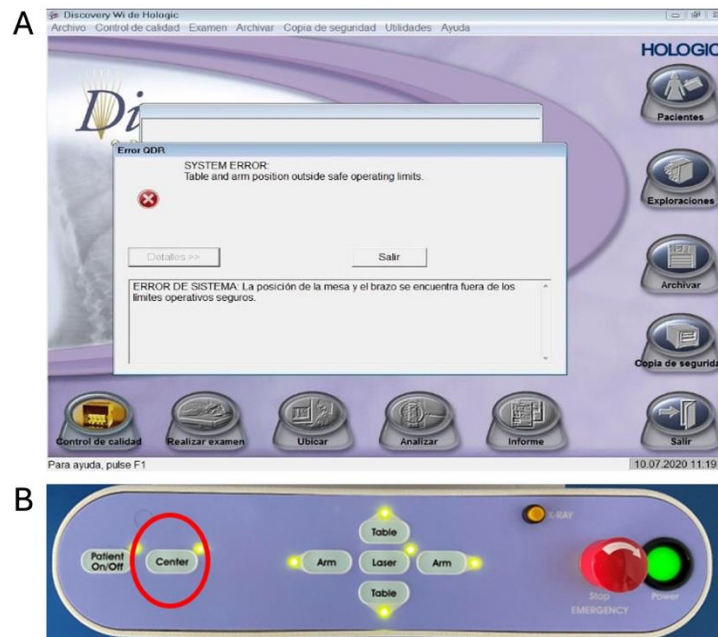 A
Discovery Wi de Hologic
Archivo Control de calidad Examen Archivar Copia de seguridad Utilidades Ayuda
HOLOGIC
Di
Pacientes
Error QDR
SYSTEM ERROR:
Table and arm position outside safe operating limits.
Exploraciones
Detalles >>
Salir
ERROR DE SISTEMA: La posición de la mesa y el brazo se encuentra fuera de los
límites operativos seguros.
Archivar
Copia de segurida
Control de calidad Realizar examen Ubicar Analizar Informe Salir
Para ayuda, pulse F1
10.07.2020 11:19
B
X-RAY
Table
Patient
On/Off
Center
Arm Laser Arm
Table
Stop
EMERGENCY
Power